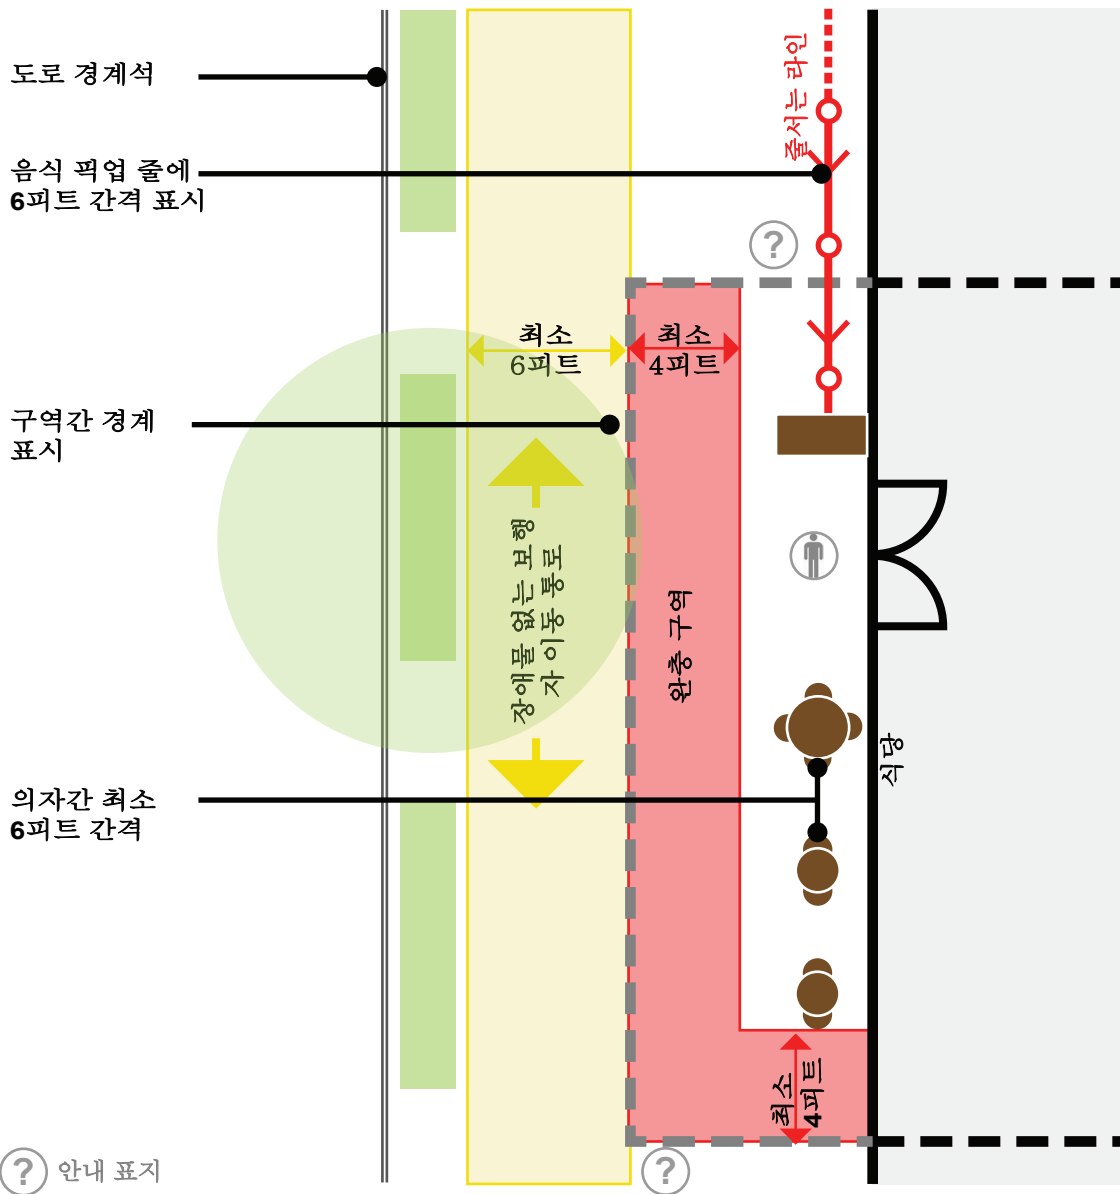 도로 경계석
음식 픽업 줄에
6피트 간격 표시
줄서는 라인
?
최소
6피트
최소
4피트
구역간 경계
표시
장애물 없는 보행
자 이동 통로
완충 구역
식당
의자간 최소
6피트 간격
최소
4피트
? 안내 표지
?